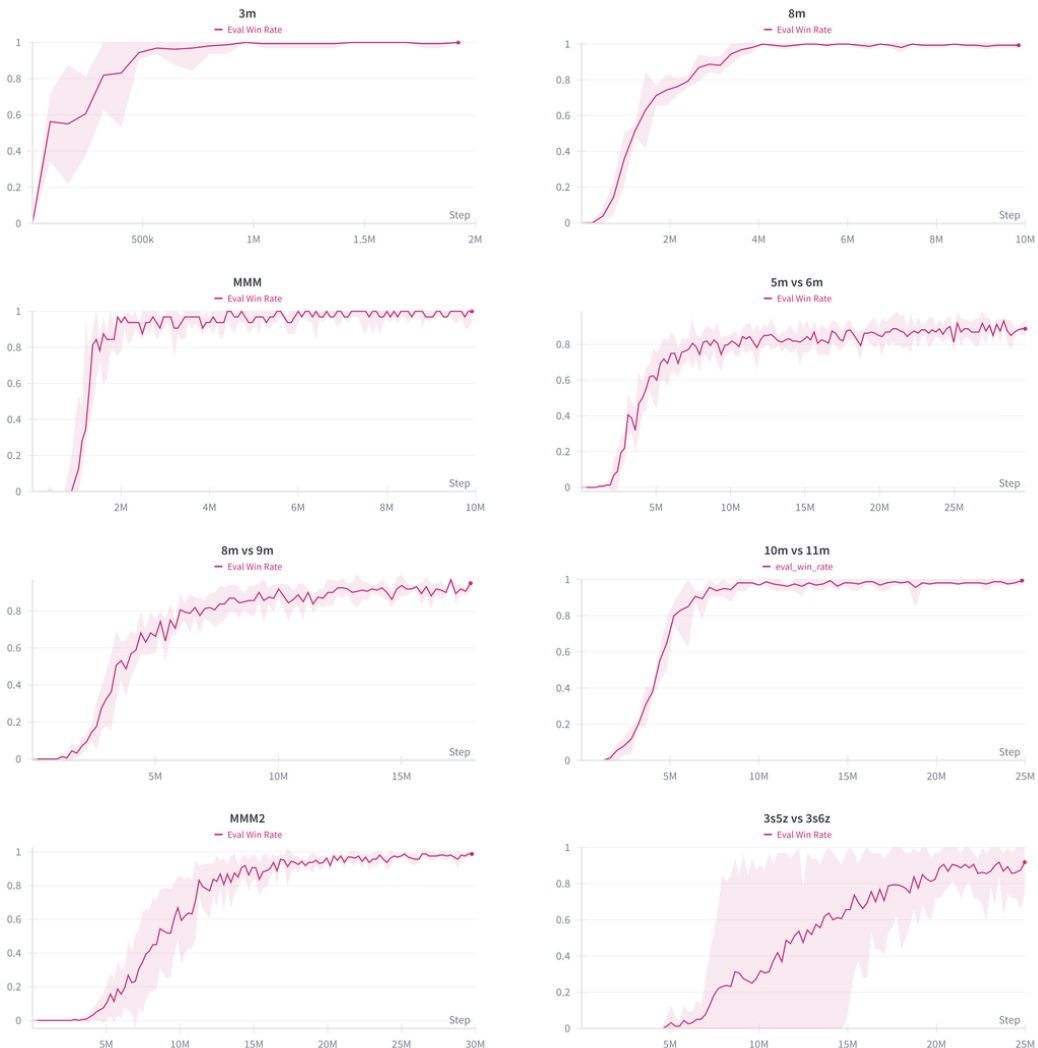 3m
Eval Win Rate
1
0.8
0.6
0.4
0.2
0
Step
500k 1M 1.5M 2M
8m
Eval Win Rate
1
0.8
0.6
0.4
0.2
0
Step
2M 4M 6M 8M 10M
MMM
Eval Win Rate
1
0.8
0.6
0.4
0.2
0
Step
2M 4M 6M 8M 10M
5m vs 6m
Eval Win Rate
0.8
0.6
0.4
0.2
0
Step
5M 10M 15M 20M 25M
8m vs 9m
Eval Win Rate
0.8
0.6
0.4
0.2
0
Step
5M 10M 15M
10m vs 11m
eval_win_rate
1
0.8
0.6
0.4
0.2
0
Step
5M 10M 15M 20M 25M
MMM2
Eval Win Rate
1
0.8
0.6
0.4
0.2
0
Step
5M 10M 15M 20M 25M 30M
3s5z vs 3s6z
Eval Win Rate
1
0.8
0.6
0.4
0.2
0
Step
5M 10M 15M 20M 25M